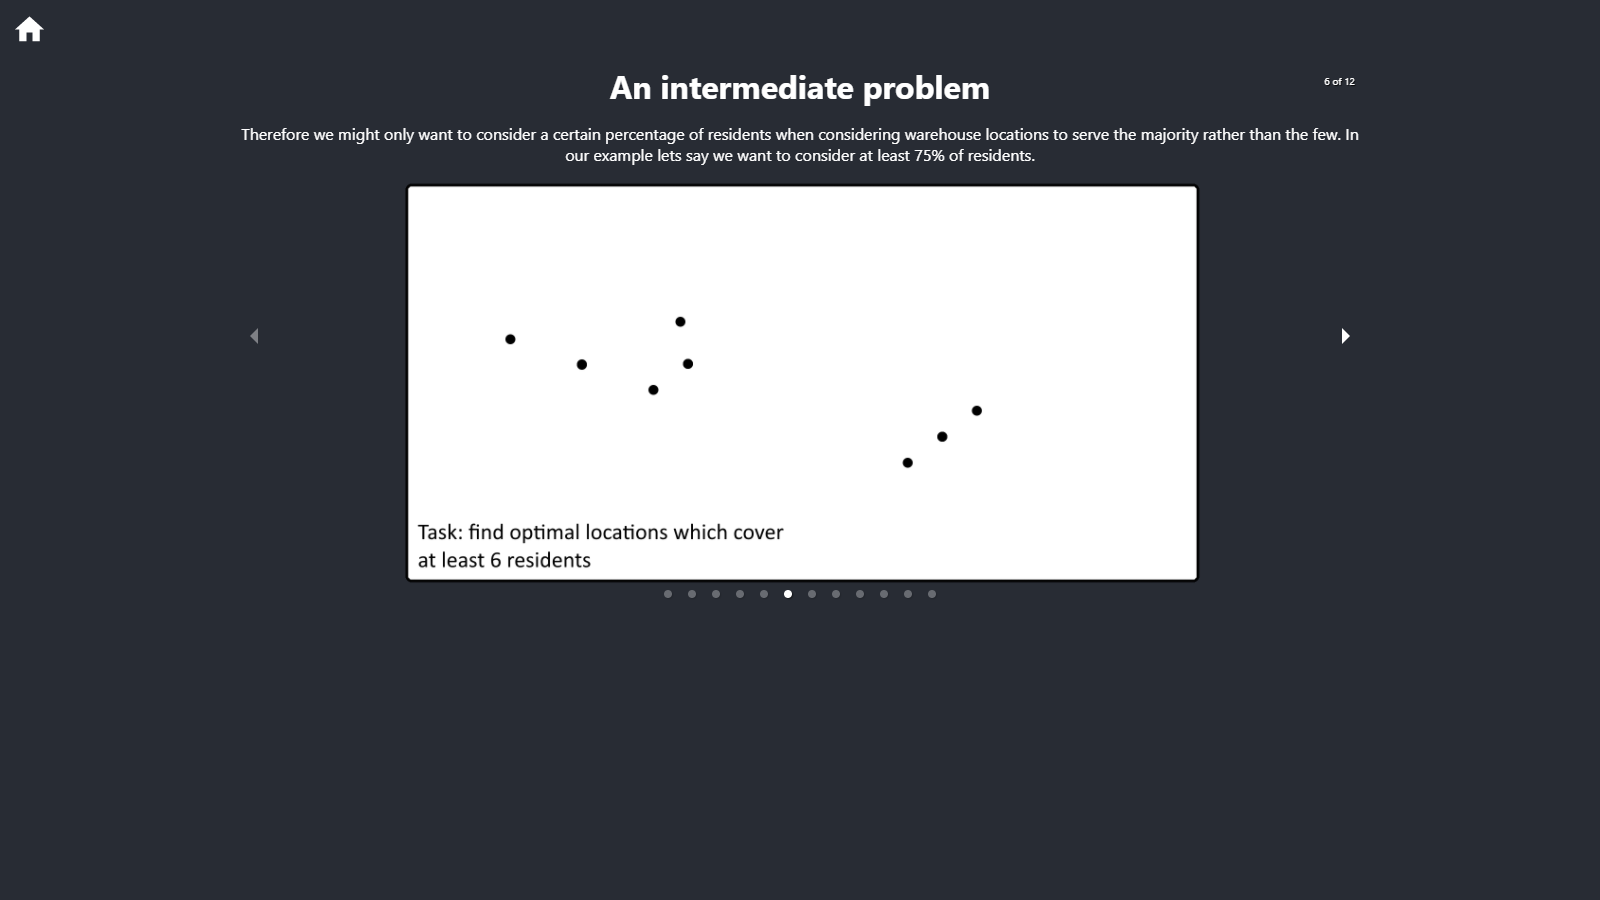 An intermediate problem
6 of 12
Therefore we might only want to consider a certain percentage of residents when considering warehouse locations to serve the majority rather than the few. In
our example lets say we want to consider at least 75% of residents.
Task: find optimal locations which cover
at least 6 residents